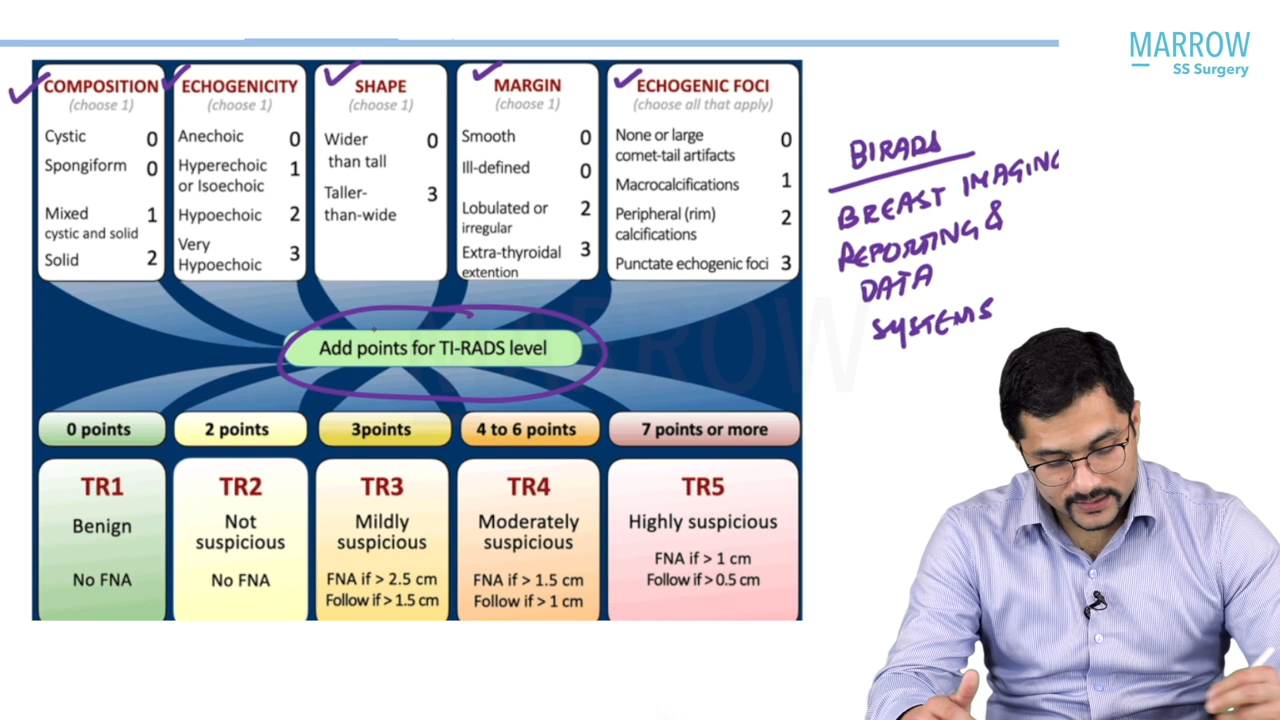 MARROW
SS Surgery
COMPOSITION
(choose 1)
Cystic 0
Spongiform 0
Mixed 1
cystic and solid
Solid 2
ECHOGENICITY
(choose 1)
Anechoic 0
Hyperechoic 1
or Isoechoic
Hypoechoic 2
Very 3
Hypoechoic
SHAPE
(choose 1)
Wider 0
than tall
Taller- 3
than-wide
MARGIN
(choose 1)
Smooth 0
Ill-defined 0
Lobulated or 2
irregular
Extra-thyroidal 3
extention
ECHOGENIC FOCI
(choose all that apply)
None or large 0
comet-tail artifacts
Macrocalcifications 1
Peripheral (rim) 2
calcifications
Punctate echogenic foci 3
BIRADS
BREAST IMAGING
REPORTING &
DATA
SYSTEMS
Add points for TI-RADS level
MARROW
0 points
2 points
3points
4 to 6 points
7 points or more
TR1
Benign
No FNA
TR2
Not
suspicious
No FNA
TR3
Mildly
suspicious
FNA if > 2.5 cm
Follow if > 1.5 cm
TR4
Moderately
suspicious
FNA if > 1.5 cm
Follow if > 1 cm
TR5
Highly suspicious
FNA if > 1 cm
Follow if > 0.5 cm